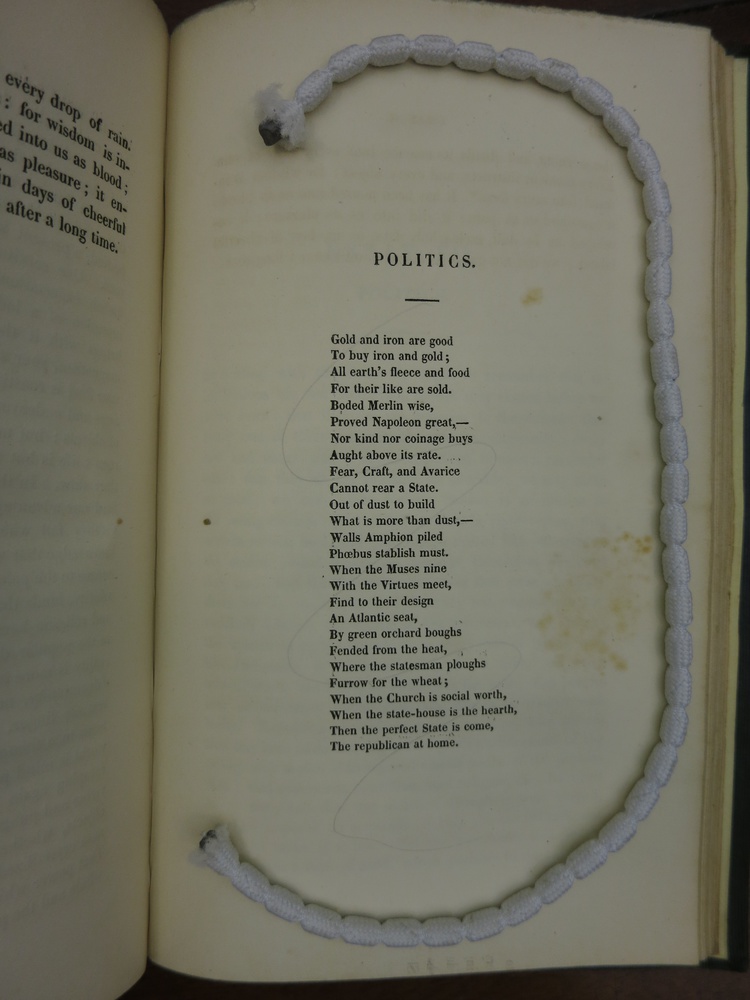 every drop of rain.
: for wisdom is in-
ed into us as blood;
as pleasure; it en-
in days of cheerful
after a long time.
POLITICS.
Gold and iron are good
To buy iron and gold;
All earth's fleece and food
For their like are sold.
Boded Merlin wise,
Proved Napoleon great,—
Nor kind nor coinage buys
Aught above its rate.
Fear, Craft, and Avarice
Cannot rear a State.
Out of dust to build
What is more than dust,—
Walls Amphion piled
Phœbus stablish must.
When the Muses nine
With the Virtues meet,
Find to their design
An Atlantic seat,
By green orchard boughs
Fended from the heat,
Where the statesman ploughs
Furrow for the wheat;
When the Church is social worth,
When the state-house is the hearth,
Then the perfect State is come,
The republican at home.